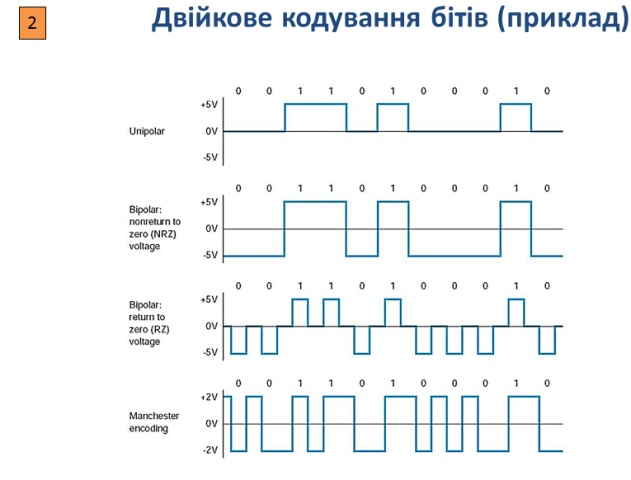 2
Двійкове кодування бітів (приклад)
0 0 1 1 0 1 0 0 0 1 0
+5V
Unipolar
0V
-5V
0 0 1 1 0 1 0 0 0 1 0
+5V
Bipolar:
nonreturn to
zero (NRZ)
voltage
0V
-5V
0 0 1 1 0 1 0 0 0 1 0
+5V
Bipolar:
return to
zero (RZ)
voltage
0V
-5V
0 0 1 1 0 1 0 0 0 1 0
+2V
Manchester
encoding
0V
-2V